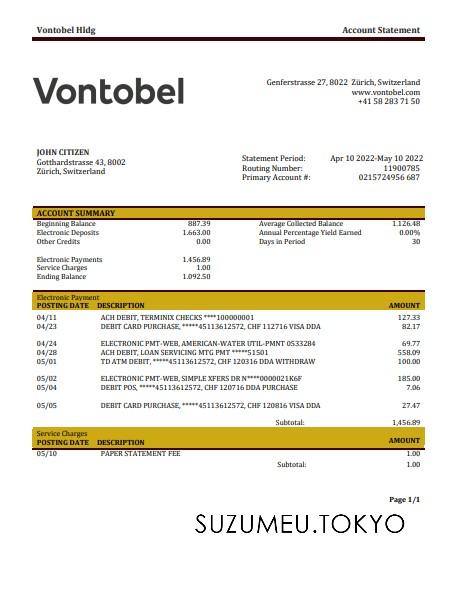 Vontobel Hldg Account Statement
Vontobel
Genferstrasse 27, 8022 Zürich, Switzerland
www.vontobel.com
+41 58 283 71 50
JOHN CITIZEN
Gotthardstrasse 43, 8002
Zürich, Switzerland
Statement Period: Apr 10 2022-May 10 2022
Routing Number: 11900785
Primary Account #: 0215724956 687
ACCOUNT SUMMARY
Beginning Balance 887.39 Average Collected Balance 1.126.48
Electronic Deposits 1.663.00 Annual Percentage Yield Earned 0.00%
Other Credits 0.00 Days in Period 30
Electronic Payments 1.456.89
Service Charges 1.00
Ending Balance 1.092.50
Electronic Payment
POSTING DATE DESCRIPTION AMOUNT
04/11 ACH DEBIT, TERMINIX CHECKS ****100000001 127.33
04/23 DEBIT CARD PURCHASE, *****45113612572, CHF 112716 VISA DDA 82.17
04/24 ELECTRONIC PMT-WEB, AMERICAN-WATER UTIL-PMNT 0533284 69.77
04/28 ACH DEBIT, LOAN SERVICING MTG PMT *****51501 558.09
05/01 TD ATM DEBIT, *****45113612572, CHF 120316 DDA WITHDRAW 100.00
05/02 ELECTRONIC PMT-WEB, SIMPLE XFERS DR N****0000021K6F 185.00
05/04 DEBIT POS, *****45113612572, CHF 120716 DDA PURCHASE 7.06
05/05 DEBIT CARD PURCHASE, *****45113612572, CHF 120816 VISA DDA 27.47
Subtotal: 1,456.89
Service Charges
POSTING DATE DESCRIPTION AMOUNT
05/10 PAPER STATEMENT FEE 1.00
Subtotal: 1.00
Page 1/1
SUZUMEU.TOKYO